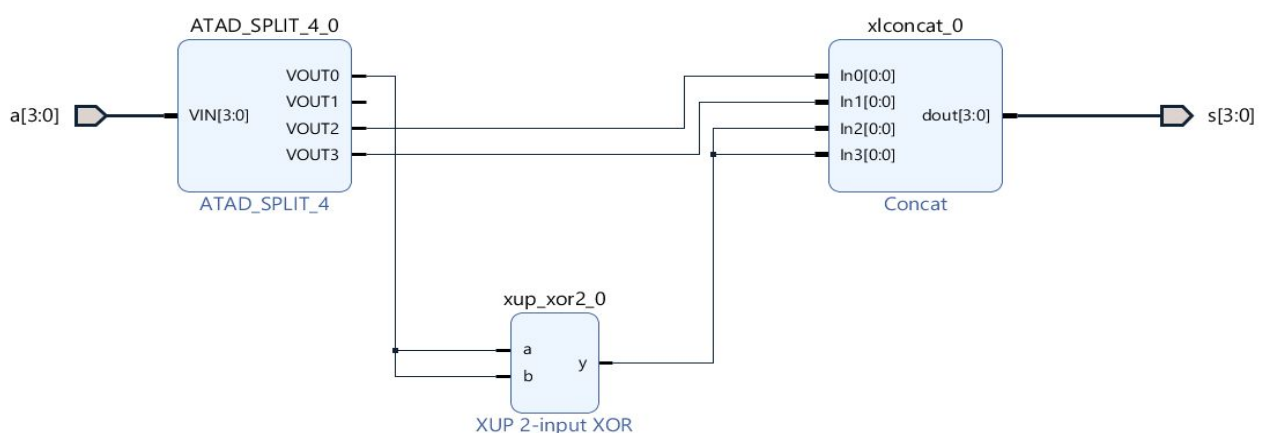 ATAD_SPLIT_4_0
a[3:0]
VIN[3:0]
VOUT0
VOUT1
VOUT2
VOUT3
ATAD_SPLIT_4
xup_xor2_0
a
b
y
XUP 2-input XOR
xlconcat_0
In0[0:0]
In1[0:0]
In2[0:0]
In3[0:0]
dout[3:0]
Concat
s[3:0]